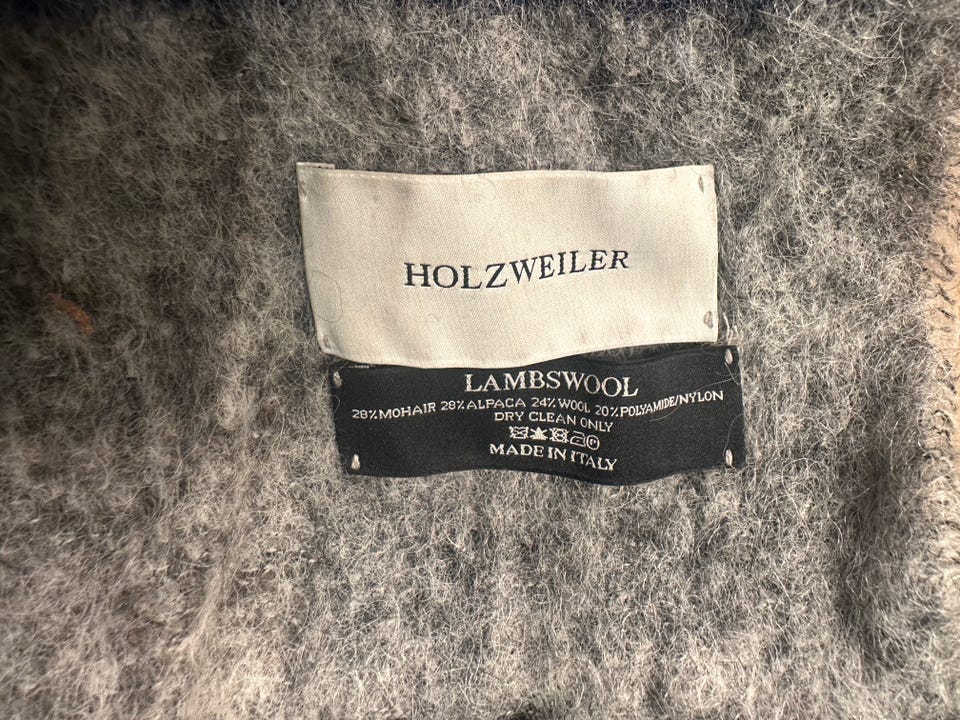 HOLZWEILER
LAMBSWOOL
28%MOHAIR 28%ALPACA 24%WOOL 20%POLYAMIDE/NYLON
DRY CLEAN ONLY
MADE IN ITALY